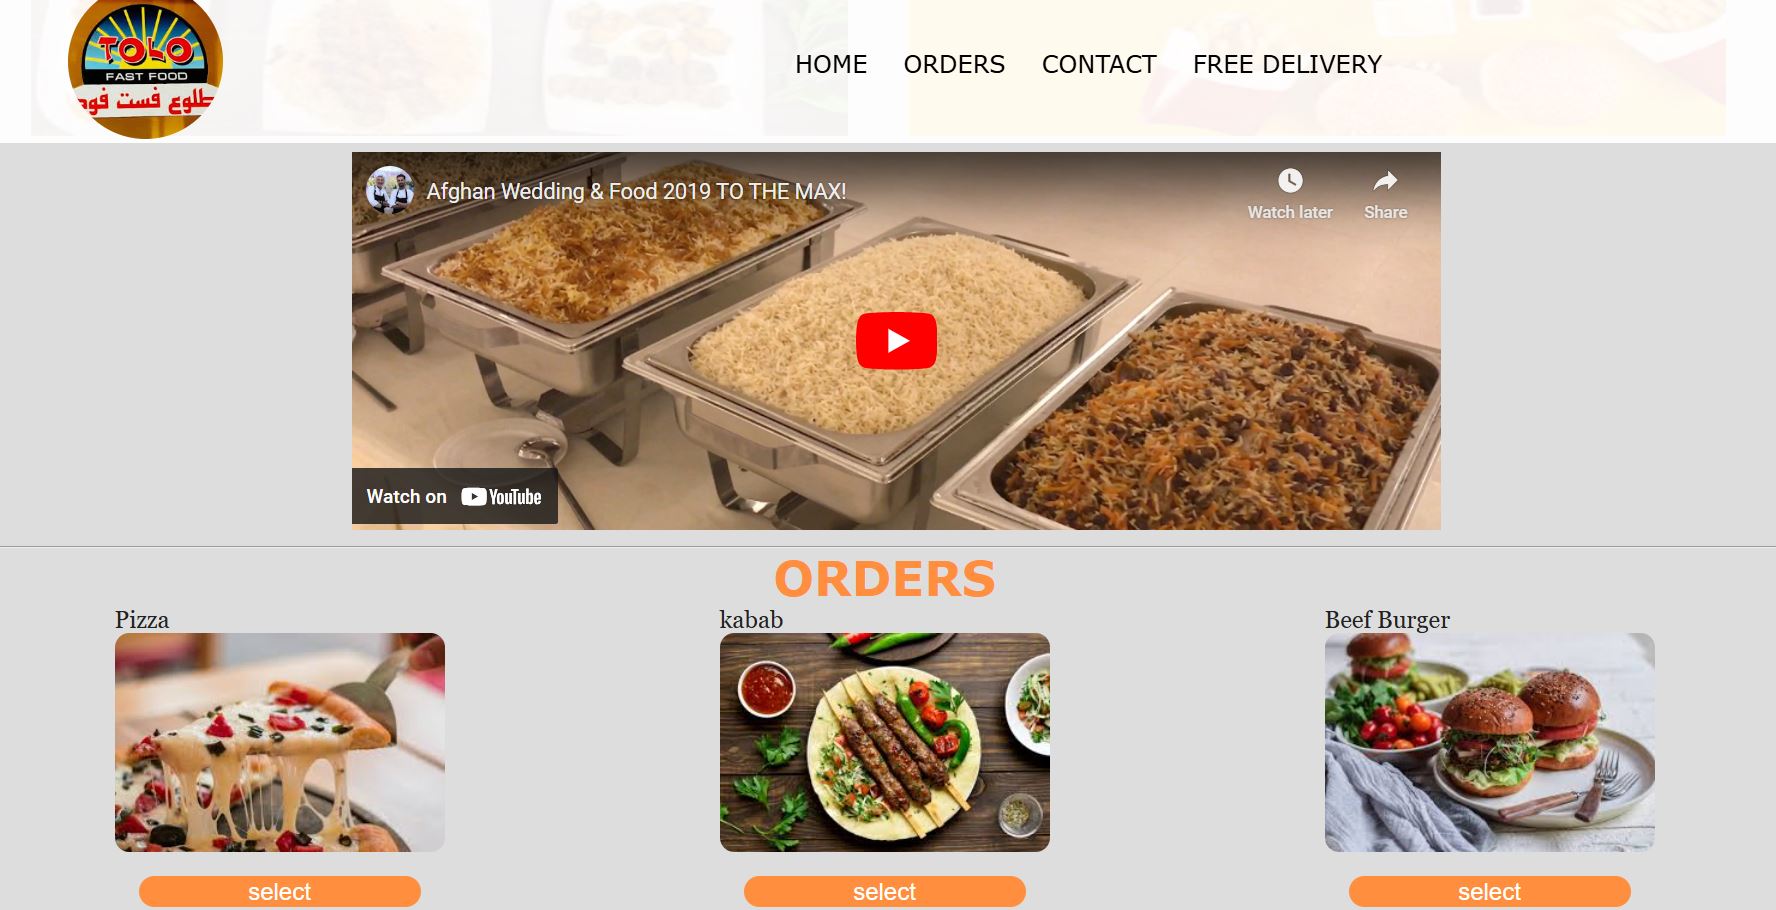 TOLO
FAST FOOD
طلوع فست فود
HOME
ORDERS
CONTACT
FREE DELIVERY
Afghan Wedding & Food 2019 TO THE MAX!
Watch later
Share
Watch on YouTube
ORDERS
Pizza
kabab
Beef Burger
select
select
select